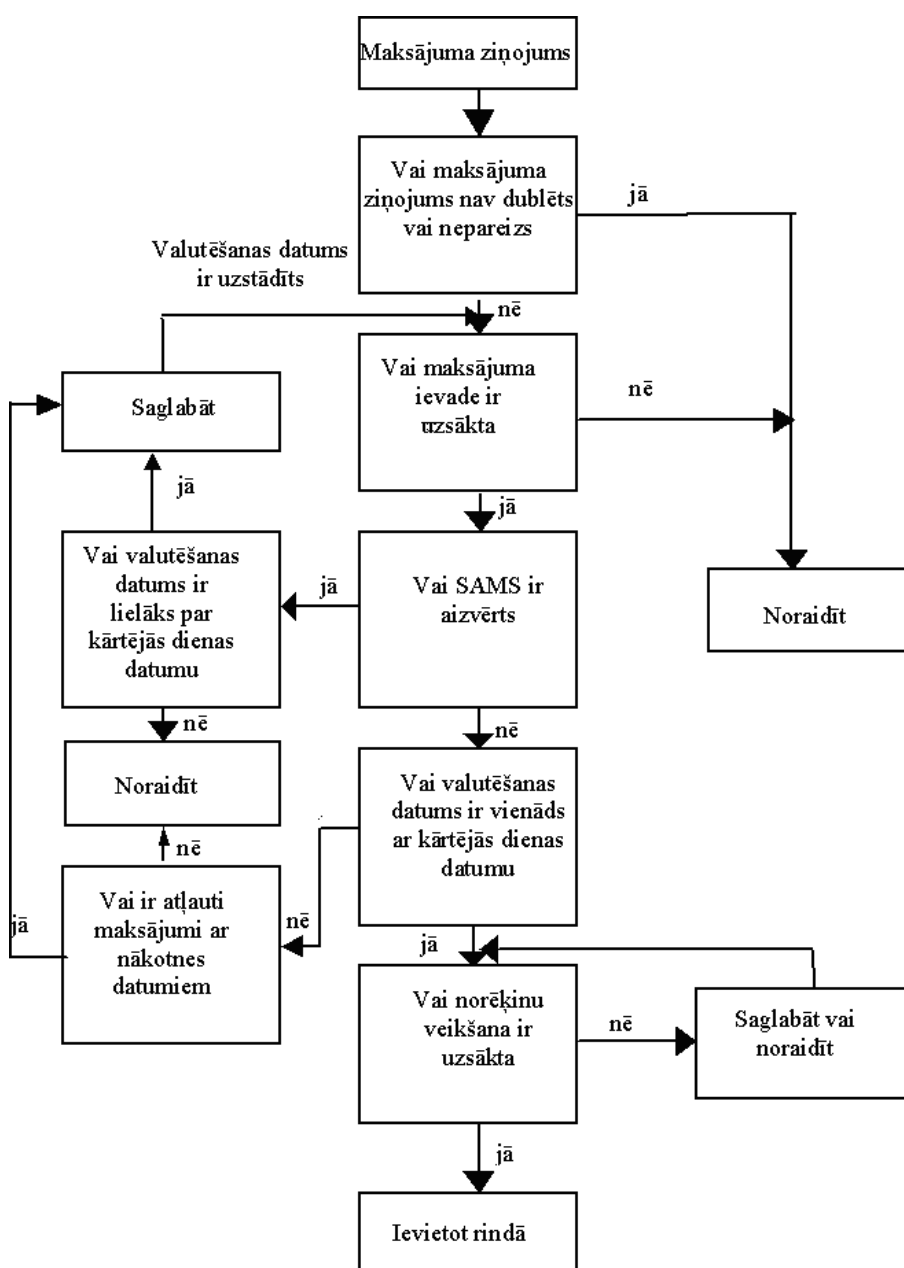 Maksājuma ziņojums
Vai maksājuma
ziņojums nav dublēts
vai nepareizs
jā
Valutēšanas datums
ir uzstādīts
nē
Vai maksājuma
ievade ir
uzsākta
nē
Saglabāt
jā
jā
Vai valutēšanas
datums ir
lielāks par
kārtējās dienas
datumu
jā
Vai SAMS ir
aizvērts
Noraidīt
nē
nē
Noraidīt
Vai valutēšanas
datums ir vienāds
ar kārtējās dienas
datumu
nē
Vai ir atļauti
maksājumi ar
nākotnes
datumiem
jā
nē
jā
Vai norēķinu
veikšana ir
uzsākta
nē
Saglabāt vai
noraidīt
jā
Ievietot rindā